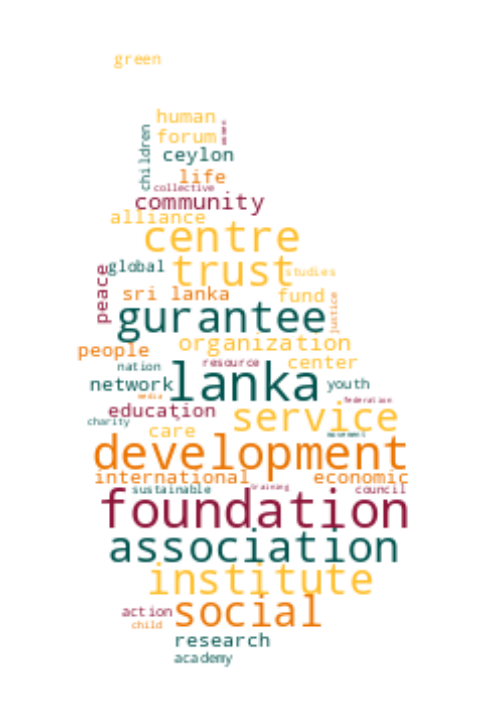 green
human
children
forum
women
ceylon
life
collective
community
alliance
centre
global
trust
studies
peace
sri lanka
fund
justice
gurantee
organization
people
resource
center
nation
lanka
network
youth
media
federation
education
service
charity
care
movement
development
international
economic
sustainable
training
council
foundation
association
institute
action
social
child
research
academy